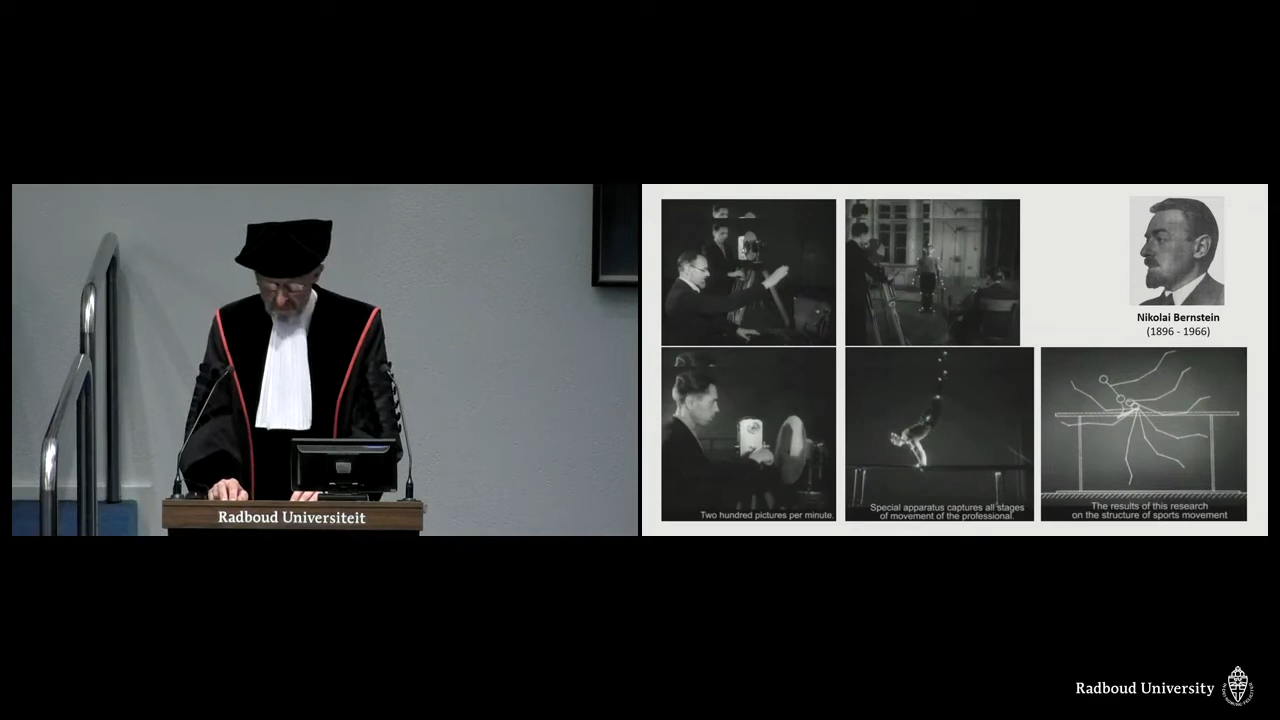 Radboud Universiteit
Nikolai Bernstein
(1896 - 1966)
Two hundred pictures per minute.
Special apparatus captures all stages
of movement of the professional.
The results of this research
on the structure of sports movement
Radboud University